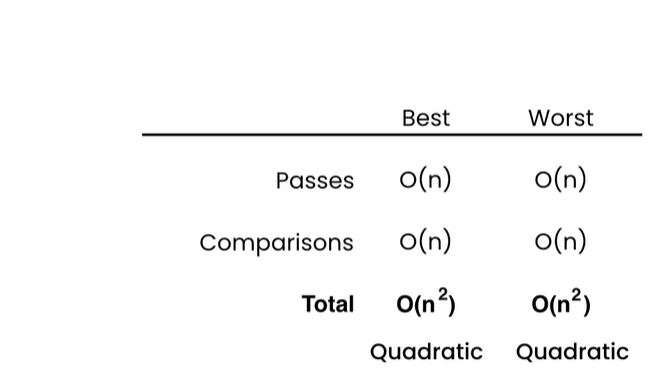 Best Worst
Passes O(n) O(n)
Comparisons O(n) O(n)
Total O(n²) O(n²)
Quadratic Quadratic